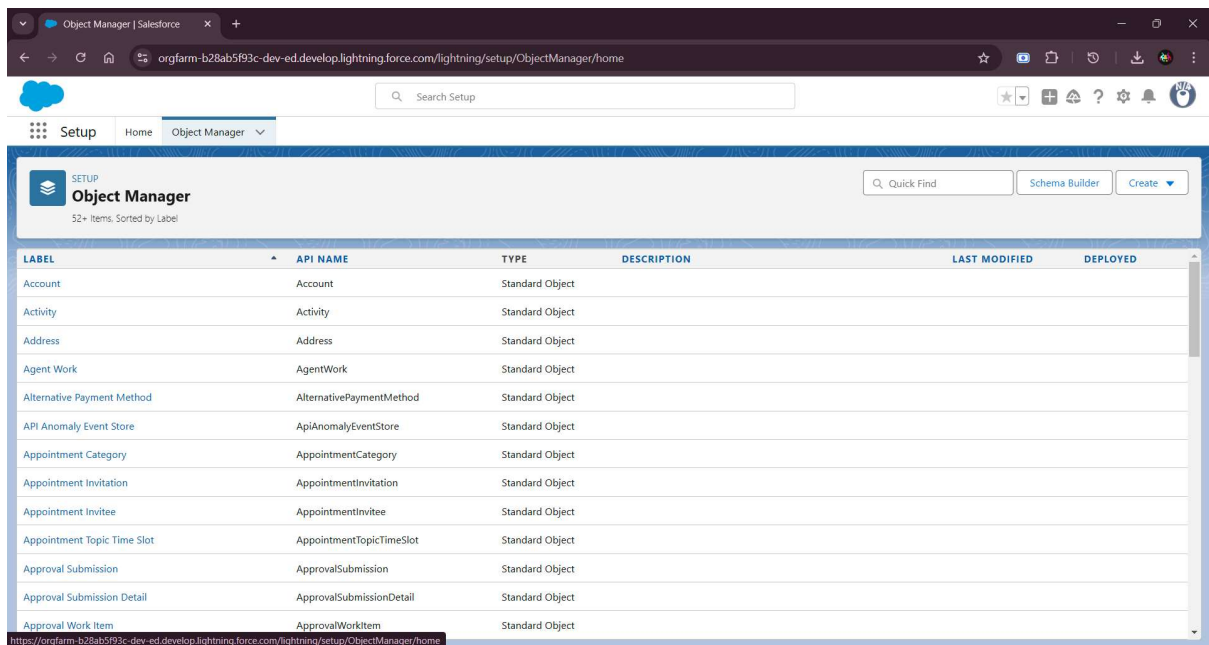 Object Manager | Salesforce
orgfarm-b28ab5f93c-dev-ed.develop.lightning.force.com/lightning/setup/ObjectManager/home
Search Setup
Setup Home Object Manager
SETUP
Object Manager
52+ Items, Sorted by Label
Quick Find Schema Builder Create
LABEL API NAME TYPE DESCRIPTION LAST MODIFIED DEPLOYED
Account Account Standard Object
Activity Activity Standard Object
Address Address Standard Object
Agent Work AgentWork Standard Object
Alternative Payment Method AlternativePaymentMethod Standard Object
API Anomaly Event Store ApiAnomalyEventStore Standard Object
Appointment Category AppointmentCategory Standard Object
Appointment Invitation AppointmentInvitation Standard Object
Appointment Invitee AppointmentInvitee Standard Object
Appointment Topic Time Slot AppointmentTopicTimeSlot Standard Object
Approval Submission ApprovalSubmission Standard Object
Approval Submission Detail ApprovalSubmissionDetail Standard Object
Approval Work Item ApprovalWorkItem Standard Object
https://orgfarm-b28ab5f93c-dev-ed.develop.lightning.force.com/lightning/setup/ObjectManager/home